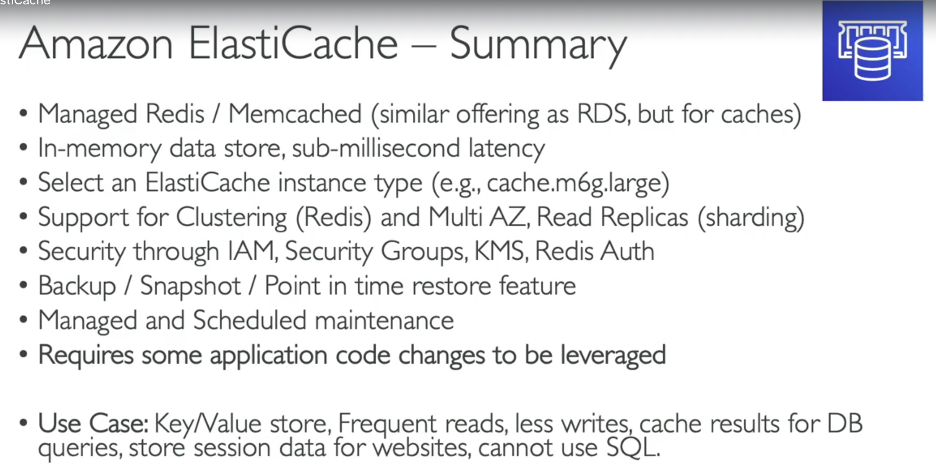 stiCache
Amazon ElastiCache – Summary
• Managed Redis / Memcached (similar offering as RDS, but for caches)
• In-memory data store, sub-millisecond latency
• Select an ElastiCache instance type (e.g., cache.m6g.large)
• Support for Clustering (Redis) and Multi AZ, Read Replicas (sharding)
• Security through IAM, Security Groups, KMS, Redis Auth
• Backup / Snapshot / Point in time restore feature
• Managed and Scheduled maintenance
• Requires some application code changes to be leveraged
• Use Case: Key/Value store, Frequent reads, less writes, cache results for DB
queries, store session data for websites, cannot use SQL.